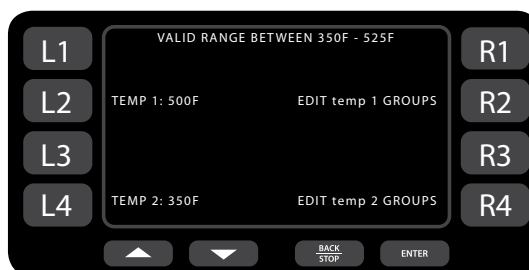 VALID RANGE BETWEEN 350F - 525F
L1
R1
L2
TEMP 1: 500F
EDIT temp 1 GROUPS
R2
L3
R3
L4
TEMP 2: 350F
EDIT temp 2 GROUPS
R4
BACK
STOP
ENTER